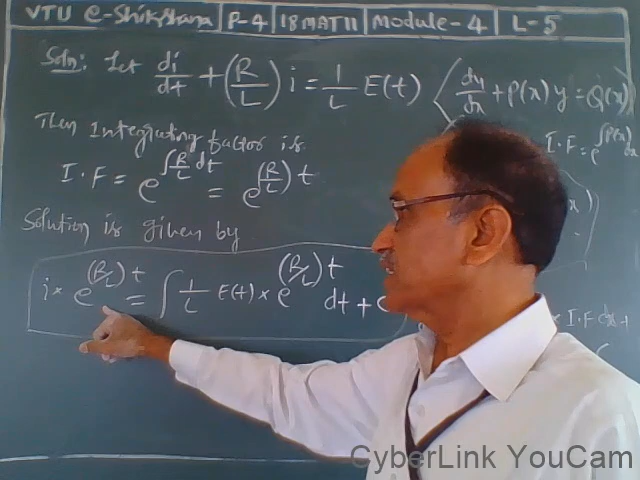 VTU e-Shikshana P-4 18MAT11 Module-4 L-5
Soln: Let di/dt + (R/L) i = 1/L E(t) dy/dx + P(x) y = Q(x)
Then Integrating factor is
I.F = e^∫R/L dt = e^(R/L) t I.F = e^∫P(x)dx
Solution is given by
i × e^(R/L) t = ∫ 1/L E(t) × e^(R/L) t dt + c
× I.F dx +
CyberLink YouCam